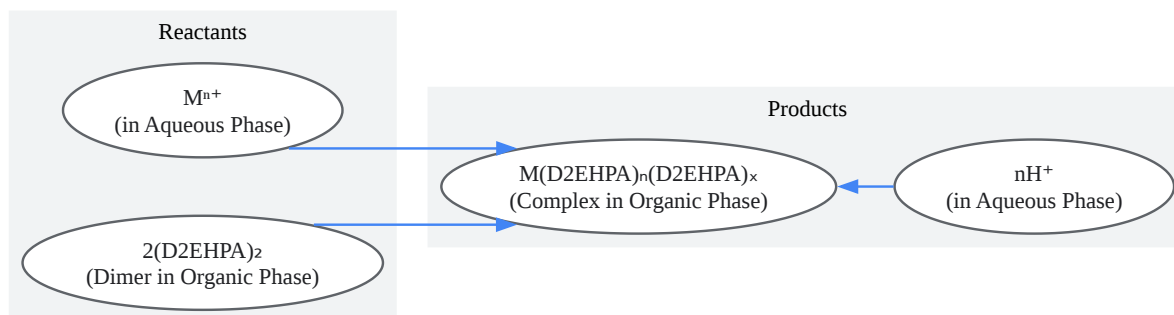 Reactants
Mⁿ⁺
(in Aqueous Phase)
2(D2EHPA)₂
(Dimer in Organic Phase)
Products
M(D2EHPA)ₙ(D2EHPA)ₓ
(Complex in Organic Phase)
nH⁺
(in Aqueous Phase)